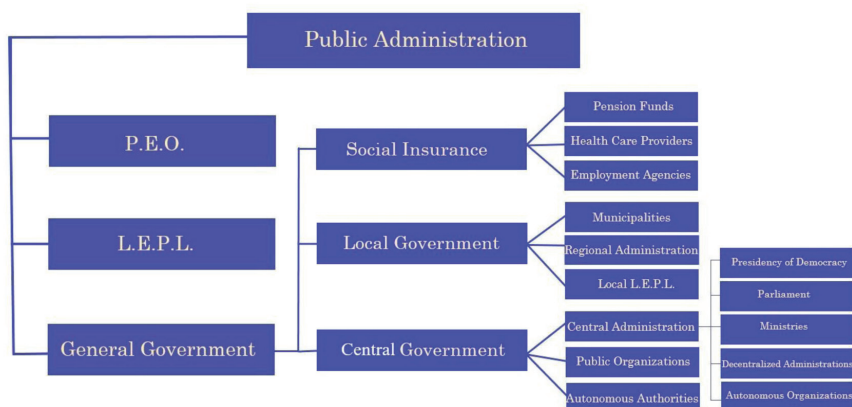 Public Administration
P.E.O.
L.E.P.L.
General Government
Social Insurance
Local Government
Central Government
Pension Funds
Health Care Providers
Employment Agencies
Municipalities
Regional Administration
Local L.E.P.L.
Central Administration
Public Organizations
Autonomous Authorities
Presidency of Democracy
Parliament
Ministries
Decentralized Administrations
Autonomous Organizations